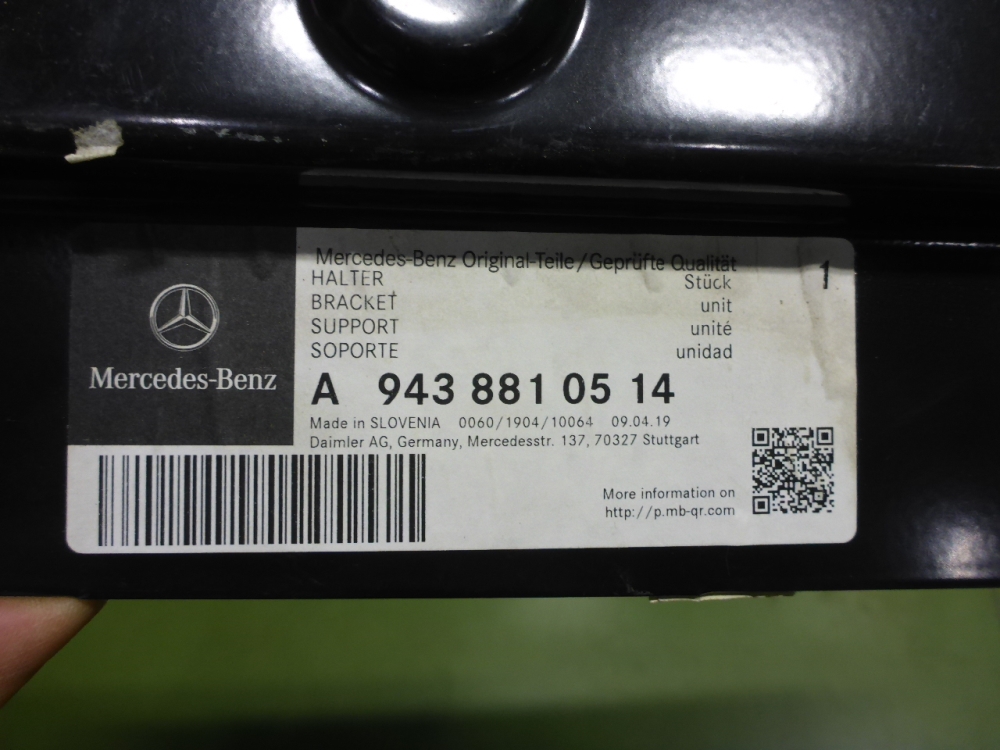 Mercedes-Benz
Mercedes-Benz Original-Teile/Geprüfte Qualität
HALTER Stück 1
BRACKET unit
SUPPORT unité
SOPORTE unidad
A 943 881 05 14
Made in SLOVENIA 0060/1904/10064 09.04.19
Daimler AG, Germany, Mercedesstr. 137, 70327 Stuttgart
More information on
http://p.mb-qr.com